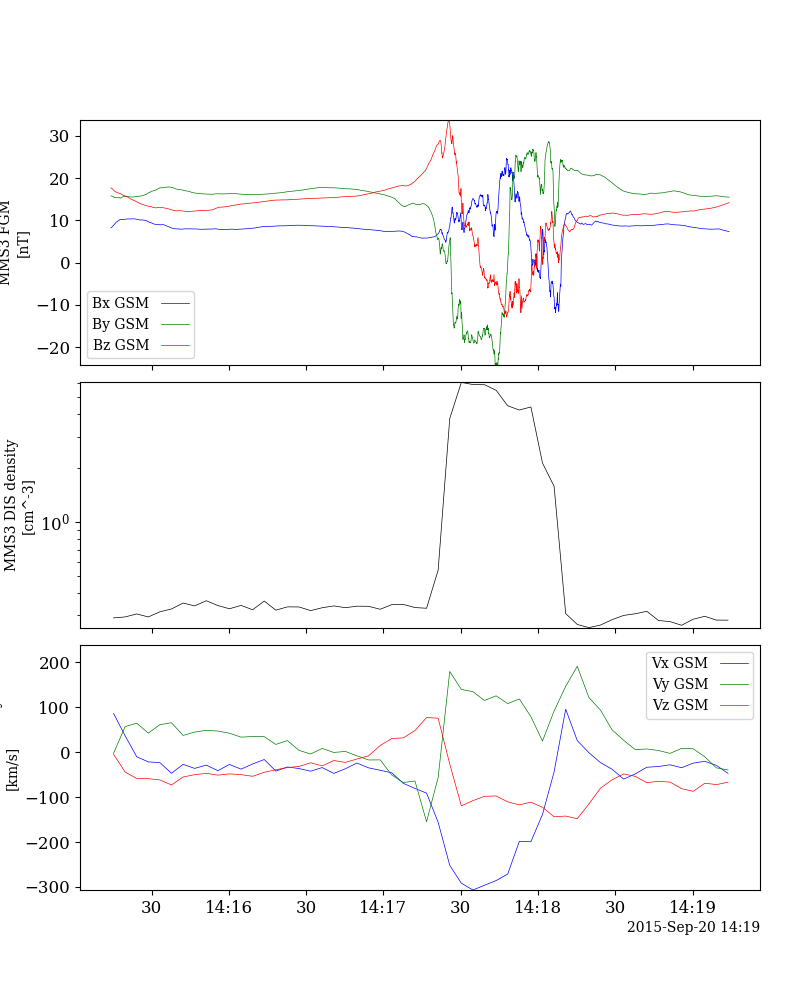 30
20
10
0
−10
−20
MMS3 FGM
[nT]
Bx GSM
By GSM
Bz GSM
10^0
MMS3 DIS density
[cm^-3]
200
100
0
−100
−200
−300
[km/s]
Vx GSM
Vy GSM
Vz GSM
30 14:16 30 14:17 30 14:18 30 14:19
2015-Sep-20 14:19